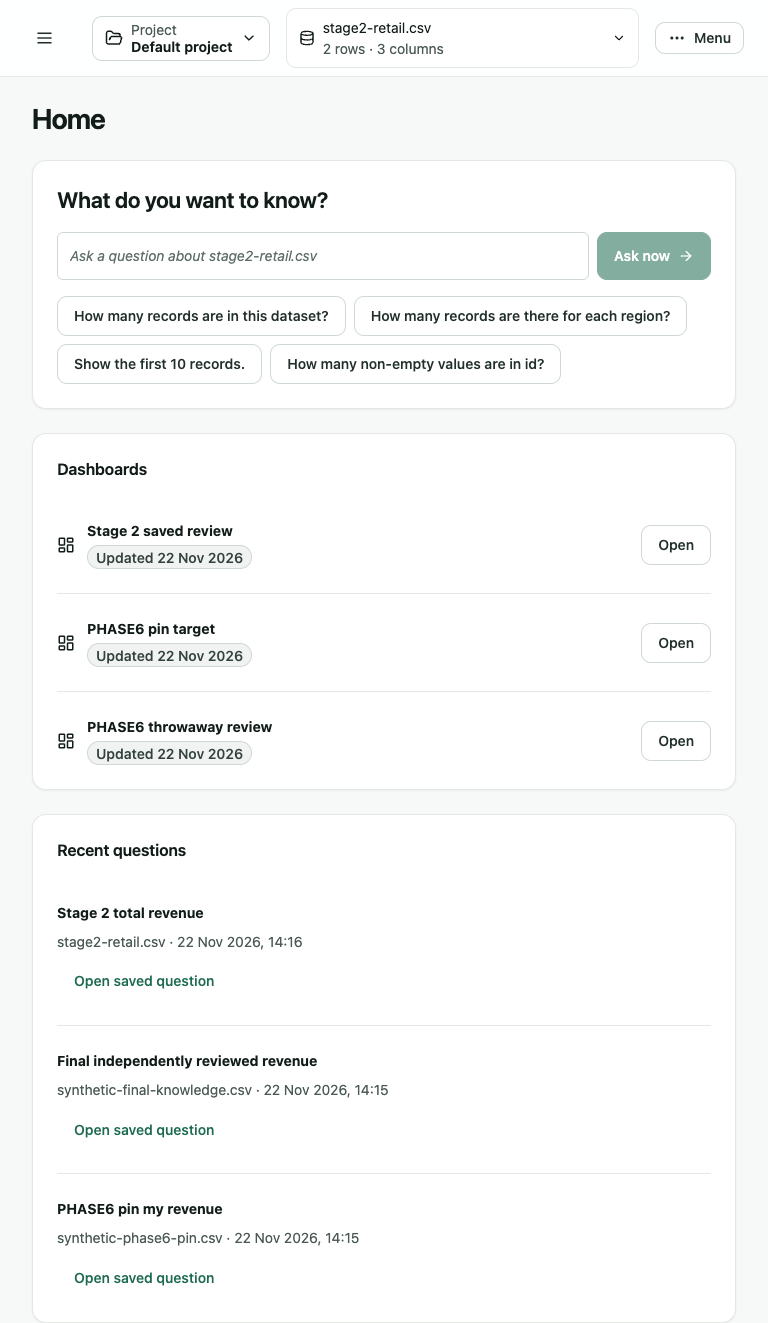 Project
Default project
stage2-retail.csv
2 rows · 3 columns
Menu
Home
What do you want to know?
Ask a question about stage2-retail.csv
Ask now
How many records are in this dataset?
How many records are there for each region?
Show the first 10 records.
How many non-empty values are in id?
Dashboards
Stage 2 saved review
Updated 22 Nov 2026
Open
PHASE6 pin target
Updated 22 Nov 2026
Open
PHASE6 throwaway review
Updated 22 Nov 2026
Open
Recent questions
Stage 2 total revenue
stage2-retail.csv · 22 Nov 2026, 14:16
Open saved question
Final independently reviewed revenue
synthetic-final-knowledge.csv · 22 Nov 2026, 14:15
Open saved question
PHASE6 pin my revenue
synthetic-phase6-pin.csv · 22 Nov 2026, 14:15
Open saved question